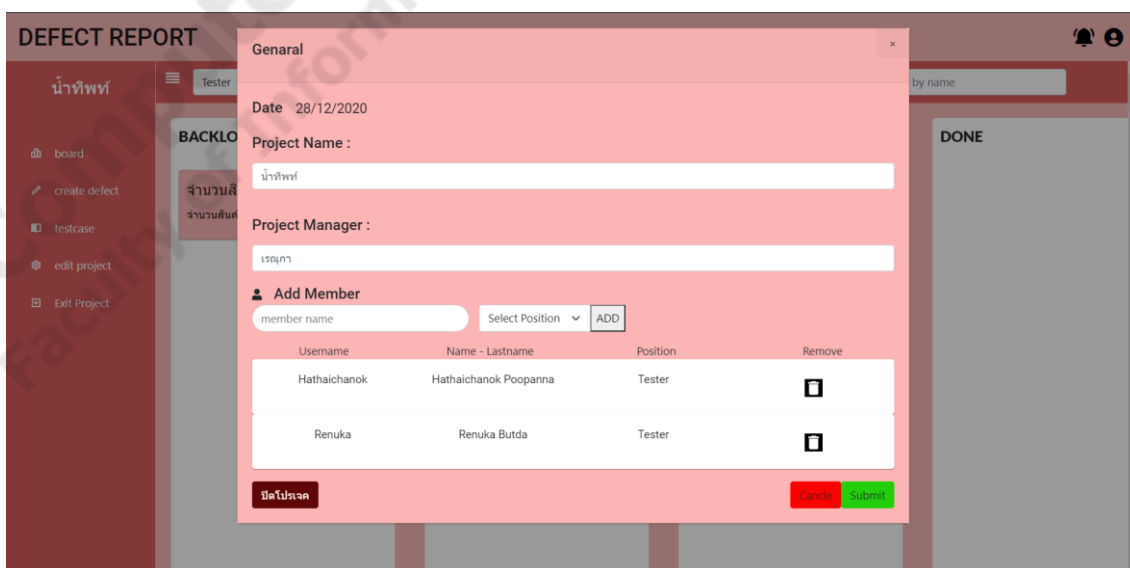 DEFECT REPORT
น้ำทิพท์
board
create defect
testcase
edit project
Exit Project
Tester
by name
BACKLO
จำนวนสิ
จำนวนสินค้
DONE
Genaral
×
Date 28/12/2020
Project Name :
น้ำทิพท์
Project Manager :
เรณุภา
Add Member
member name
Select Position
ADD
Username Name - Lastname Position Remove
Hathaichanok Hathaichanok Poopanna Tester
Renuka Renuka Butda Tester
ปิดโปรเจค
Cancle
Submit
Faculty of Inform